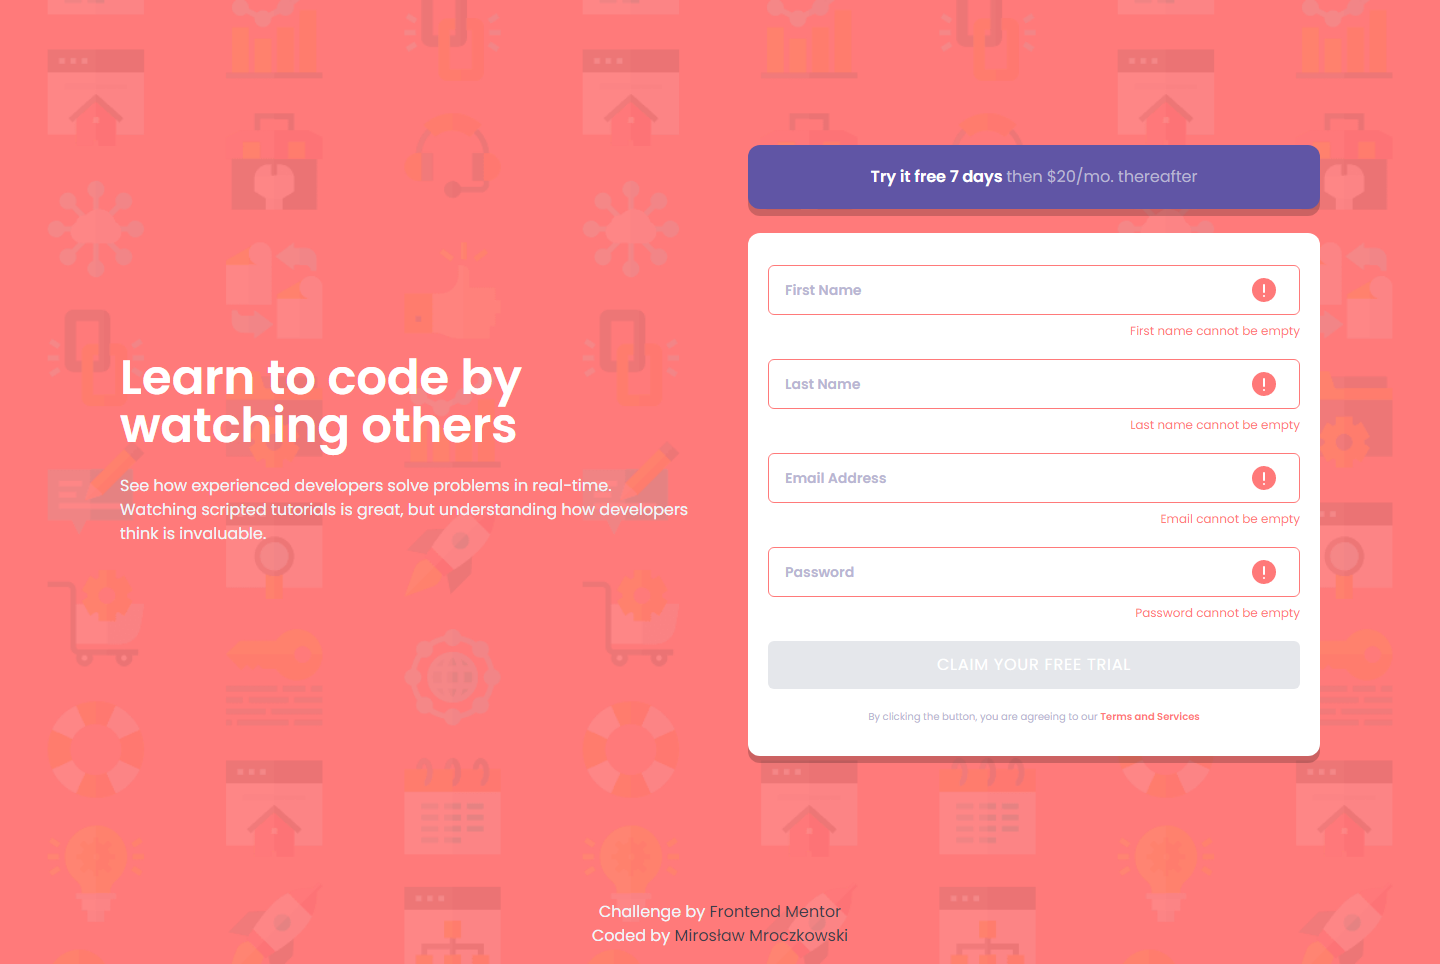 Learn to code by
watching others
See how experienced developers solve problems in real-time.
Watching scripted tutorials is great, but understanding how developers
think is invaluable.
Try it free 7 days then $20/mo. thereafter
First Name
First name cannot be empty
Last Name
Last name cannot be empty
Email Address
Email cannot be empty
Password
Password cannot be empty
CLAIM YOUR FREE TRIAL
By clicking the button, you are agreeing to our Terms and Services
Challenge by Frontend Mentor
Coded by Mirosław Mroczkowski